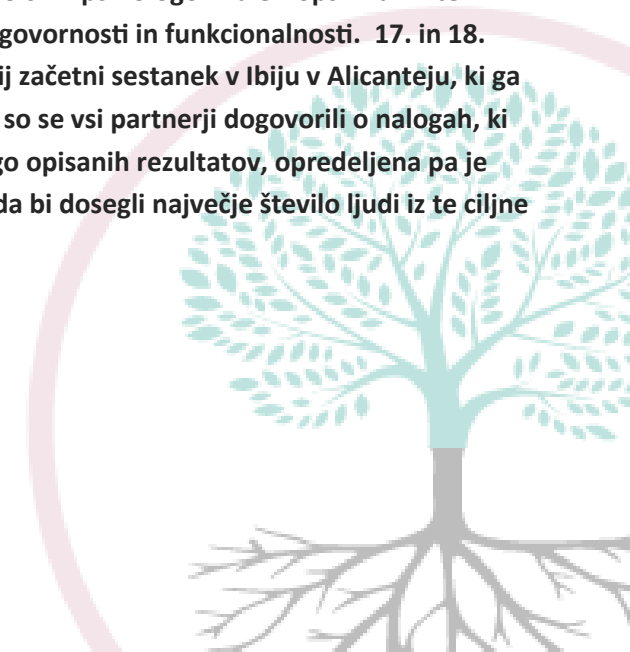 govornosti in funkcionalnosti. 17. in 18.
ij začetni sestanek v Ibiju v Alicanteju, ki ga
so se vsi partnerji dogovorili o nalogah, ki
go opisanih rezultatov, opredeljena pa je
da bi dosegli največje število ljudi iz te ciljne